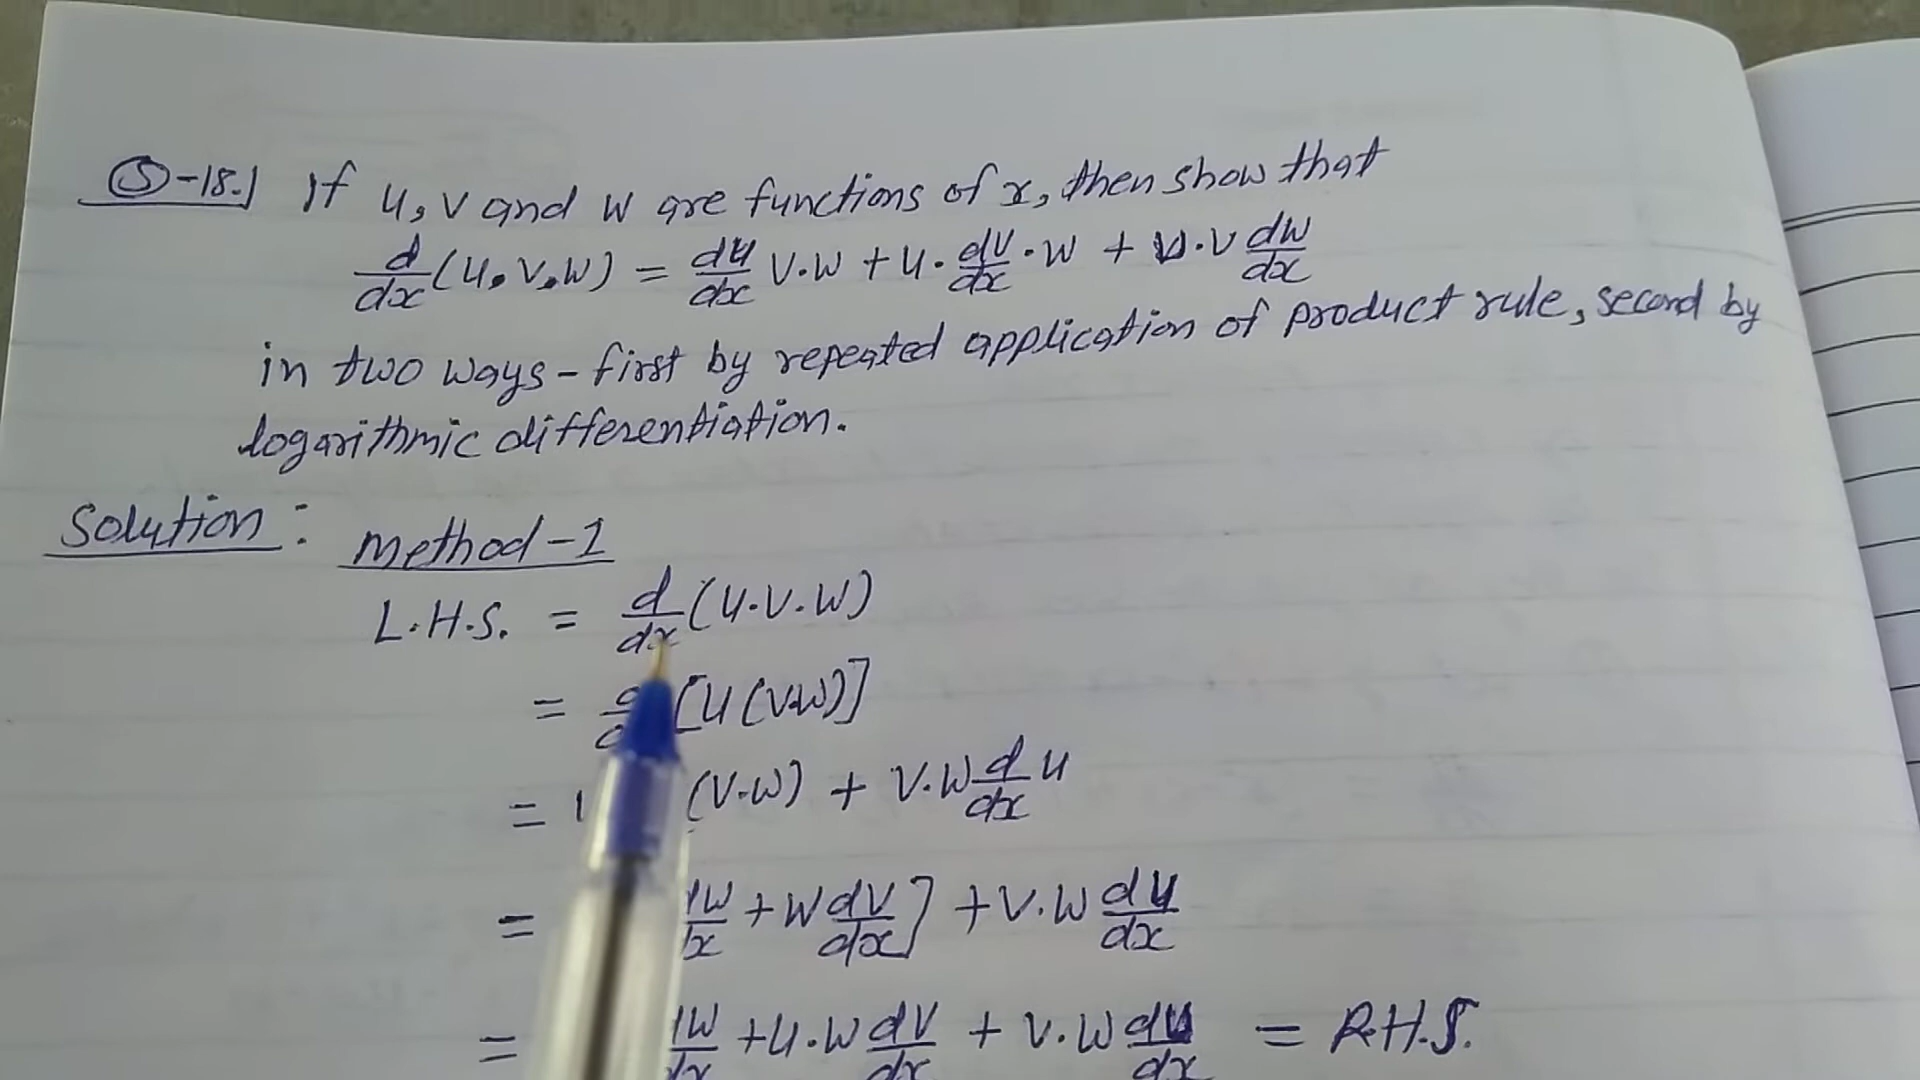 Ⓢ-18.] If u, v and w are functions of x, then show that
d/dx (u.v.w) = du/dx v.w + u. dv/dx .w + u.v dw/dx
in two ways - first by repeated application of product rule, second by
logarithmic differentiation.
Solution: Method-1
L.H.S. = d/dx (u.v.w)
= [u(v.w)]
= (v.w) + v.w d/dx u
= + w dv/dx] + v.w du/dx
= + u.w dv/dx + v.w du/dx = R.H.S.